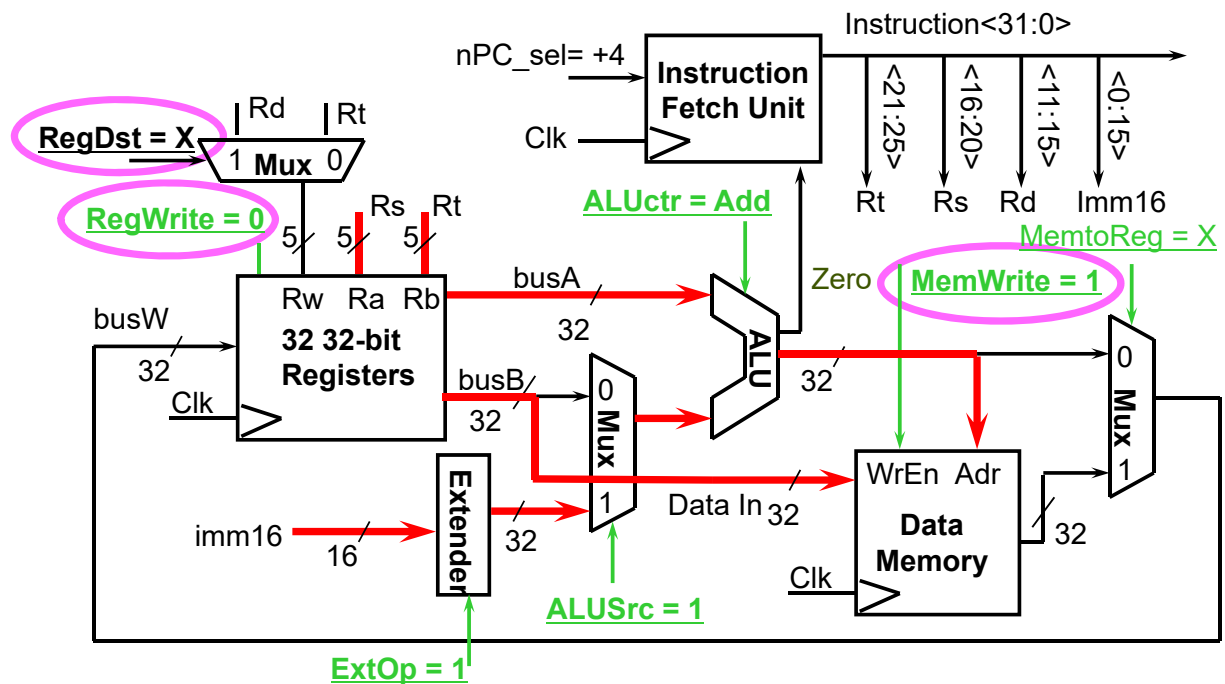 Instruction<31:0>
nPC_sel= +4
Instruction
Fetch Unit
Clk
<21:25>
<16:20>
<11:15>
<0:15>
Rt
Rs
Rd
Imm16
Rd
Rt
RegDst = X
1
Mux
0
RegWrite = 0
ALUctr = Add
MemtoReg = X
5
5
Rs
5
Rt
Zero
MemWrite = 1
Rw
Ra
Rb
busA
32
busW
32
32 32-bit
Registers
ALU
32
0
Mux
1
busB
32
0
Mux
1
Clk
WrEn
Adr
Data In
32
Data
Memory
32
Extender
imm16
16
32
Clk
ALUSrc = 1
ExtOp = 1